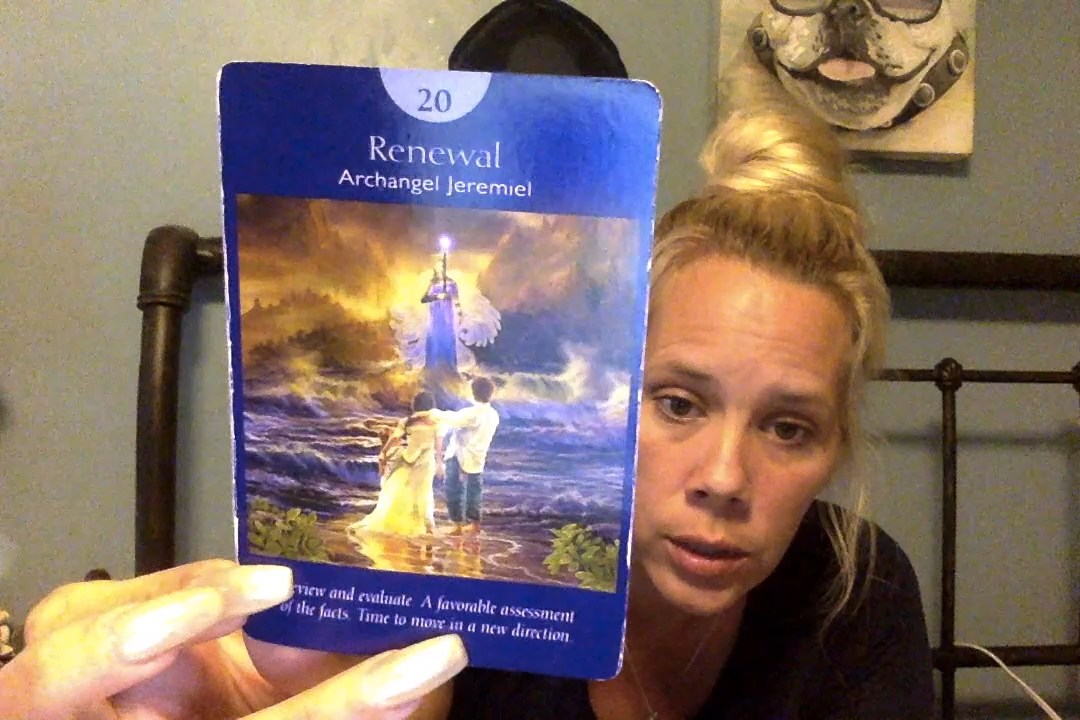 20
Renewal
Archangel Jeremiel
eview and evaluate. A favorable assessment
of the facts. Time to move in a new direction.